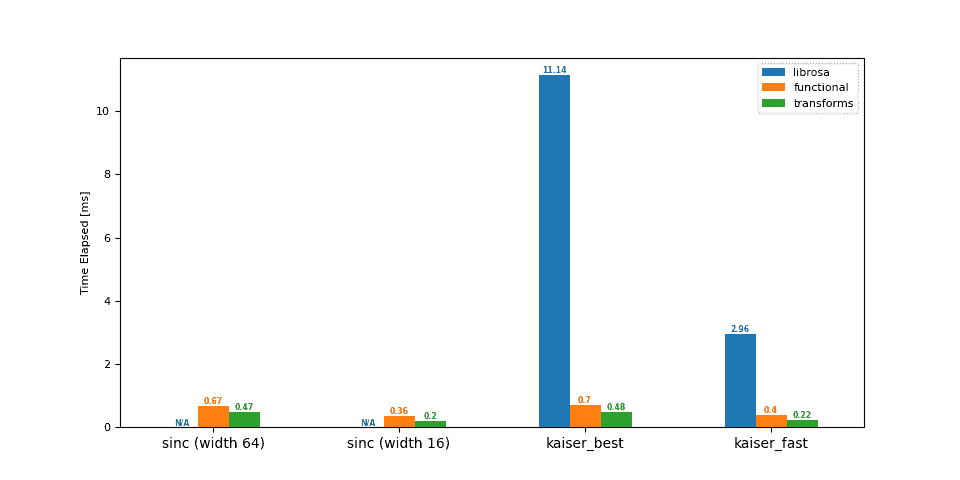 librosa
functional
transforms
Time Elapsed [ms]
10
8
6
4
2
0
N/A
0.67
0.47
N/A
0.36
0.2
11.14
0.7
0.48
2.96
0.4
0.22
sinc (width 64)
sinc (width 16)
kaiser_best
kaiser_fast